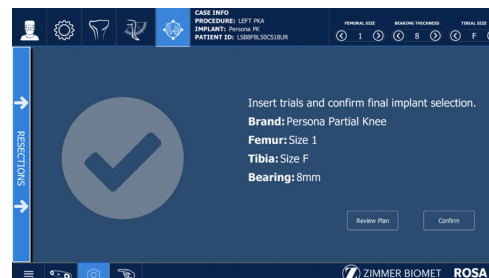 CASE INFO
PROCEDURE: LEFT PKA
IMPLANT: Persona PK
PATIENT ID: LSB8FBL50CS1BUR
FEMORAL SIZE
BEARING THICKNESS
TIBIAL SIZE
1
8
F
RESECTIONS
Insert trials and confirm final implant selection.
Brand: Persona Partial Knee
Femur: Size 1
Tibia: Size F
Bearing: 8mm
Review Plan
Confirm
ZIMMER BIOMET
ROSA